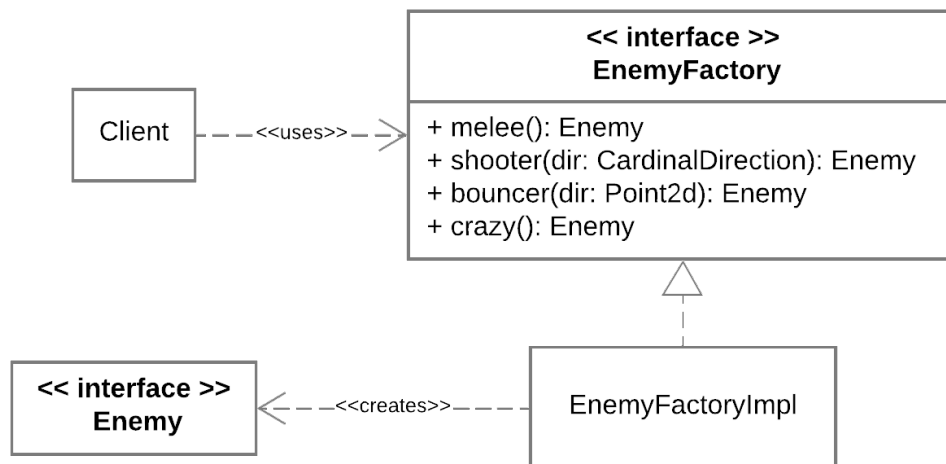 << interface >>
EnemyFactory
Client
<<uses>>
+ melee(): Enemy
+ shooter(dir: CardinalDirection): Enemy
+ bouncer(dir: Point2d): Enemy
+ crazy(): Enemy
<< interface >>
Enemy
<<creates>>
EnemyFactoryImpl